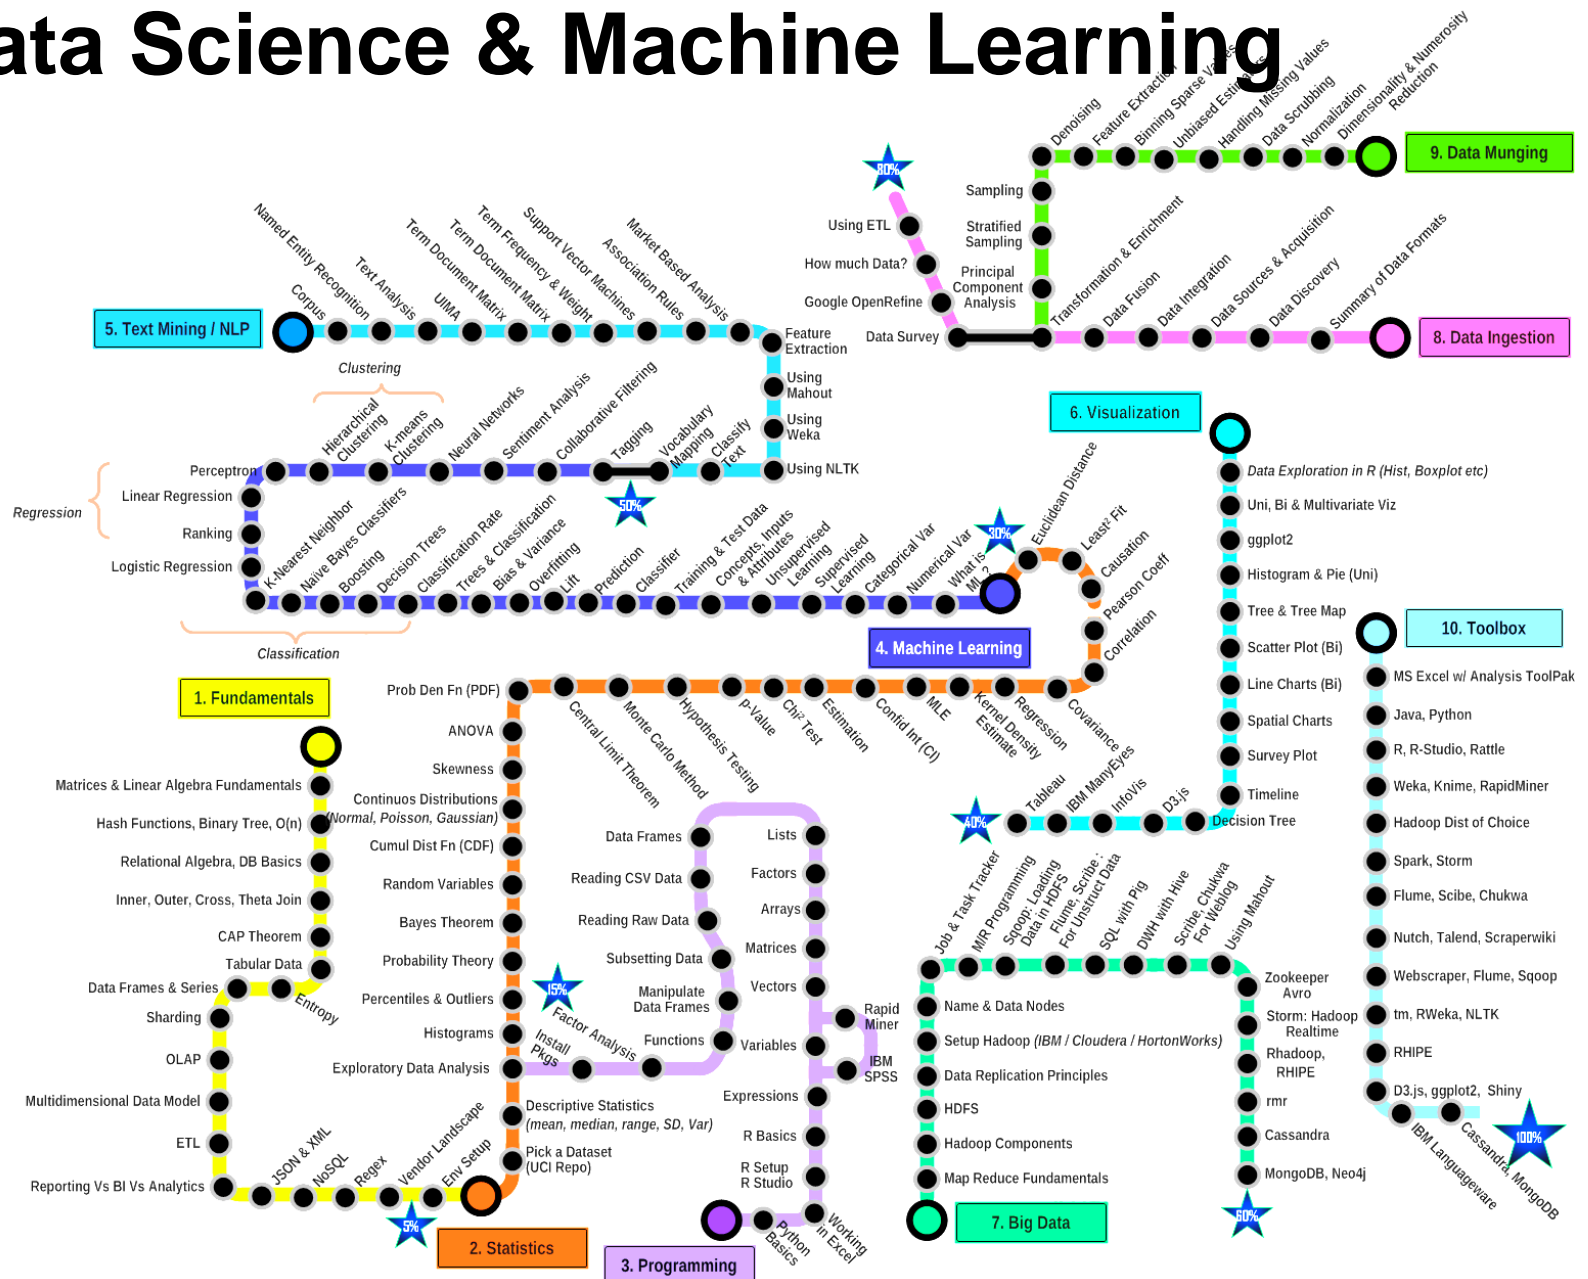 ata Science & Machine Learning
Denoising
Feature Extraction
Binning Sparse Values
Unbiased Estimators
Handling Missing Values
Data Scrubbing
Normalization
Dimensionality & Numerosity
Reduction
9. Data Munging
80%
Sampling
Stratified
Sampling
Principal
Component
Analysis
Using ETL
How much Data?
Google OpenRefine
Data Survey
Transformation & Enrichment
Data Fusion
Data Integration
Data Sources & Acquisition
Data Discovery
Summary of Data Formats
8. Data Ingestion
5. Text Mining / NLP
Corpus
Named Entity Recognition
Text Analysis
UIMA
Term Document Matrix
Term Document Matrix
Term Frequency & Weight
Support Vector Machines
Association Rules
Market Based Analysis
Feature
Extraction
Using
Mahout
Using
Weka
Using NLTK
Classify
Text
Vocabulary
Mapping
50%
Tagging
Collaborative Filtering
Sentiment Analysis
Neural Networks
K-means
Clustering
Hierarchical
Clustering
Clustering
Perceptron
Linear Regression
Regression
Ranking
Logistic Regression
K-Nearest Neighbor
Naïve Bayes Classifiers
Boosting
Decision Trees
Classification Rate
Trees & Classification
Bias & Variance
Overfitting
Lift
Prediction
Classifier
Training & Test Data
Concepts, Inputs
& Attributes
Unsupervised
Learning
Supervised
Learning
Categorical Var
Numerical Var
What is
ML ?
Classification
30%
4. Machine Learning
Euclidean Distance
Least² Fit
Causation
Pearson Coeff
Correlation
Covariance
Regression
Kernel Density
Estimate
MLE
Confid Int (CI)
Estimation
Chi² Test
p-Value
Hypothesis Testing
Monte Carlo Method
Central Limit Theorem
Prob Den Fn (PDF)
ANOVA
Skewness
Continuos Distributions
(Normal, Poisson, Gaussian)
Cumul Dist Fn (CDF)
Random Variables
Bayes Theorem
Probability Theory
Percentiles & Outliers
Histograms
Exploratory Data Analysis
Descriptive Statistics
(mean, median, range, SD, Var)
Pick a Dataset
(UCI Repo)
15%
2. Statistics
6. Visualization
Data Exploration in R (Hist, Boxplot etc)
Uni, Bi & Multivariate Viz
ggplot2
Histogram & Pie (Uni)
Tree & Tree Map
Scatter Plot (Bi)
Line Charts (Bi)
Spatial Charts
Survey Plot
Timeline
Decision Tree
D3.js
InfoVis
IBM ManyEyes
Tableau
40%
10. Toolbox
MS Excel w/ Analysis ToolPak
Java, Python
R, R-Studio, Rattle
Weka, Knime, RapidMiner
Hadoop Dist of Choice
Spark, Storm
Flume, Scibe, Chukwa
Nutch, Talend, Scraperwiki
Webscraper, Flume, Sqoop
tm, RWeka, NLTK
RHIPE
D3.js, ggplot2, Shiny
IBM Languageware
Cassandra, MongoDB
100%
1. Fundamentals
Matrices & Linear Algebra Fundamentals
Hash Functions, Binary Tree, O(n)
Relational Algebra, DB Basics
Inner, Outer, Cross, Theta Join
CAP Theorem
Tabular Data
Entropy
Data Frames & Series
Sharding
OLAP
Multidimensional Data Model
ETL
Reporting Vs BI Vs Analytics
JSON & XML
NoSQL
Regex
Vendor Landscape
Env Setup
5%
3. Programming
Python
Basics
Working
in Excel
R Setup
R Studio
R Basics
Expressions
Variables
IBM
SPSS
Rapid
Miner
Vectors
Matrices
Arrays
Factors
Lists
Data Frames
Reading CSV Data
Reading Raw Data
Subsetting Data
Manipulate
Data Frames
Functions
Factor Analysis
Install
Pkgs
7. Big Data
Map Reduce Fundamentals
Hadoop Components
HDFS
Data Replication Principles
Setup Hadoop (IBM / Cloudera / HortonWorks)
Name & Data Nodes
Job & Task Tracker
M/R Programming
Sqoop: Loading
Data in HDFS
Flume, Scribe :
For Unstruct Data
SQL with Pig
DWH with Hive
Scribe, Chukwa
For Weblog
Using Mahout
Zookeeper
Avro
Storm: Hadoop
Realtime
Rhadoop,
RHIPE
rmr
Cassandra
MongoDB, Neo4j
60%